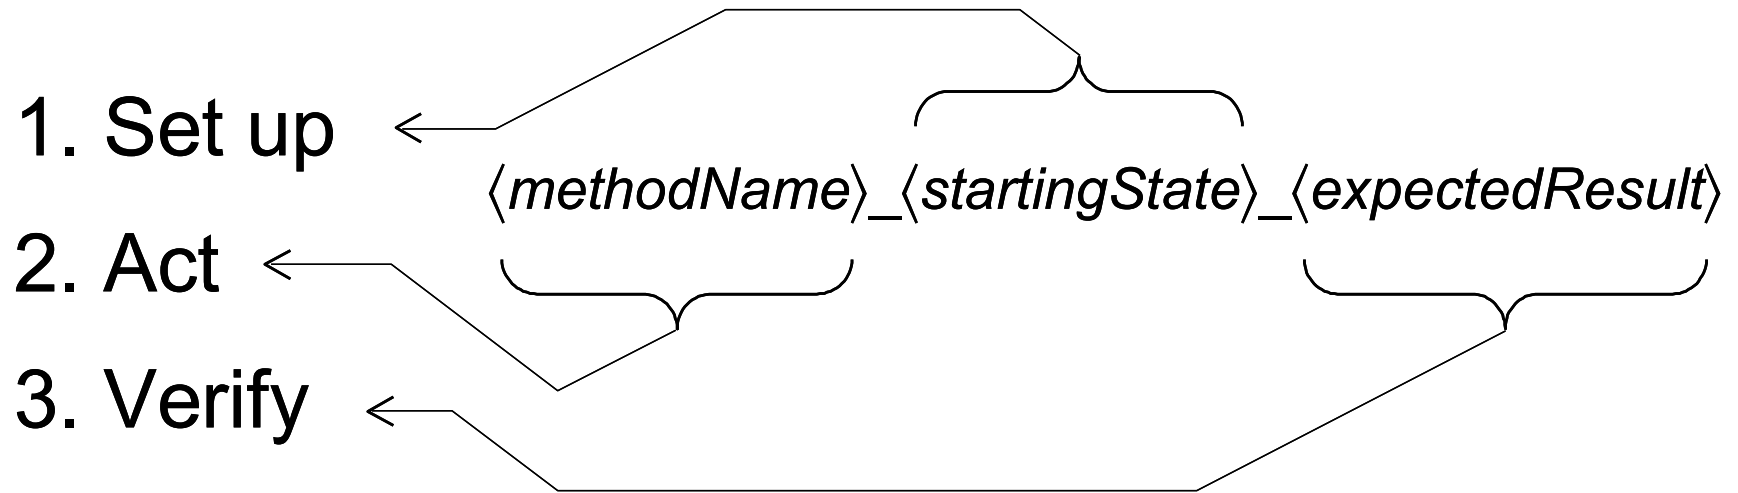 1. Set up
⟨methodName⟩_⟨startingState⟩_⟨expectedResult⟩
2. Act
3. Verify